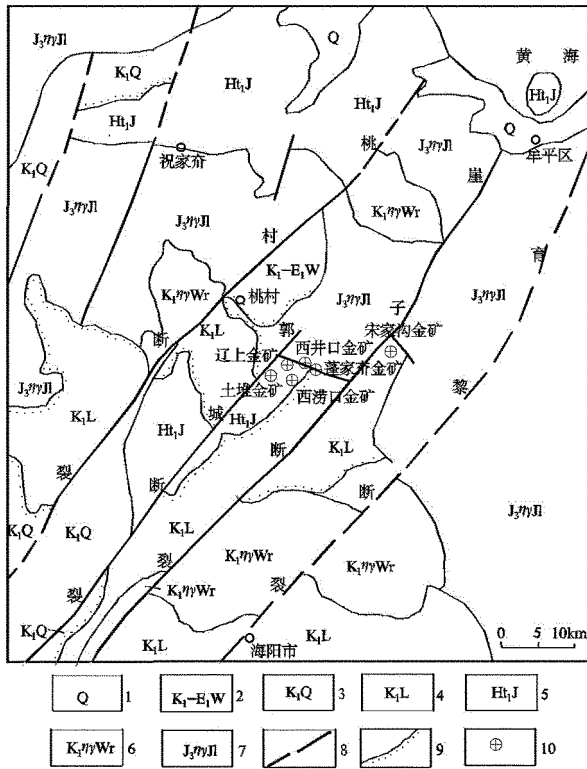 J₃ηγJl
K₁Q
Ht₁J
Q
黄 海
Ht₁J
Ht₁J
Ht₁J
Q
牟平区
祝家夼
桃
J₃ηγJl
崖
K₁Q
J₃ηγJl
J₃ηγJl
K₁ηγWr
村
育
K₁-E₁W
J₃ηγJl
K₁ηγWr
桃村
J₃ηγJl
子
K₁L
郭
宋家沟金矿
断
辽上金矿
西井口金矿
蓬家夼金矿
黎
J₃ηγJl
土堆金矿
西涝口金矿
城
Ht₁J
Ht₁J
K₁L
断
K₁L
裂
断
断
J₃ηγJl
K₁Q
K₁Q
K₁L
裂
K₁ηγWr
K₁ηγWr
裂
K₁ηγWr
裂
K₁Q
K₁L
海阳市
K₁L
0 5 10km
Q 1
K₁-E₁W 2
K₁Q 3
K₁L 4
Ht₁J 5
K₁ηγWr 6
J₃ηγJl 7
8
9
10